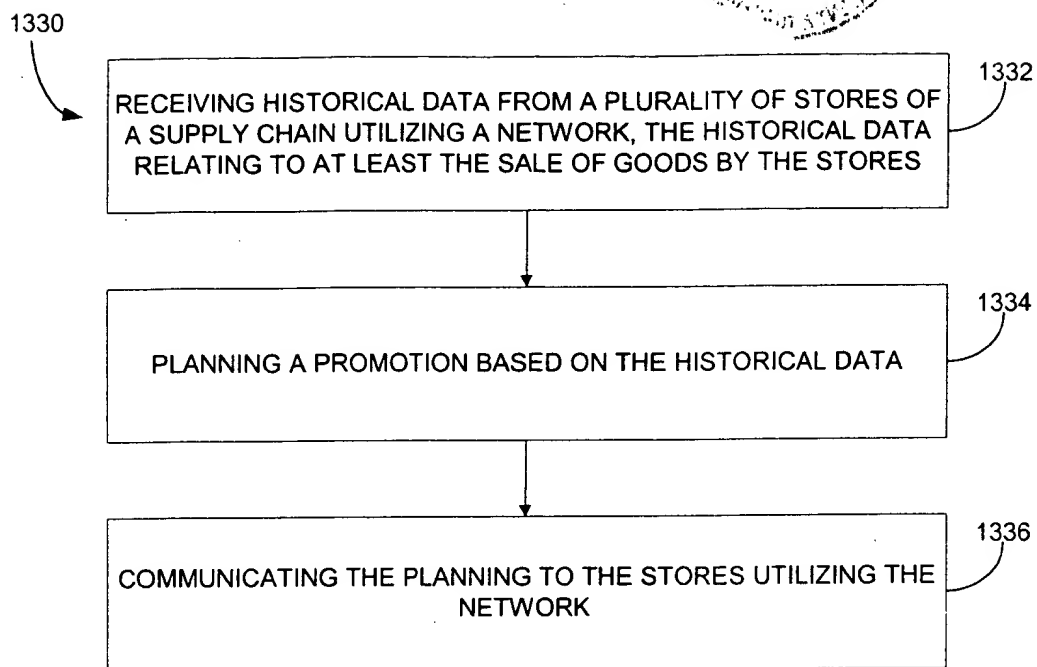 1330
1332
RECEIVING HISTORICAL DATA FROM A PLURALITY OF STORES OF
A SUPPLY CHAIN UTILIZING A NETWORK, THE HISTORICAL DATA
RELATING TO AT LEAST THE SALE OF GOODS BY THE STORES
1334
PLANNING A PROMOTION BASED ON THE HISTORICAL DATA
1336
COMMUNICATING THE PLANNING TO THE STORES UTILIZING THE
NETWORK